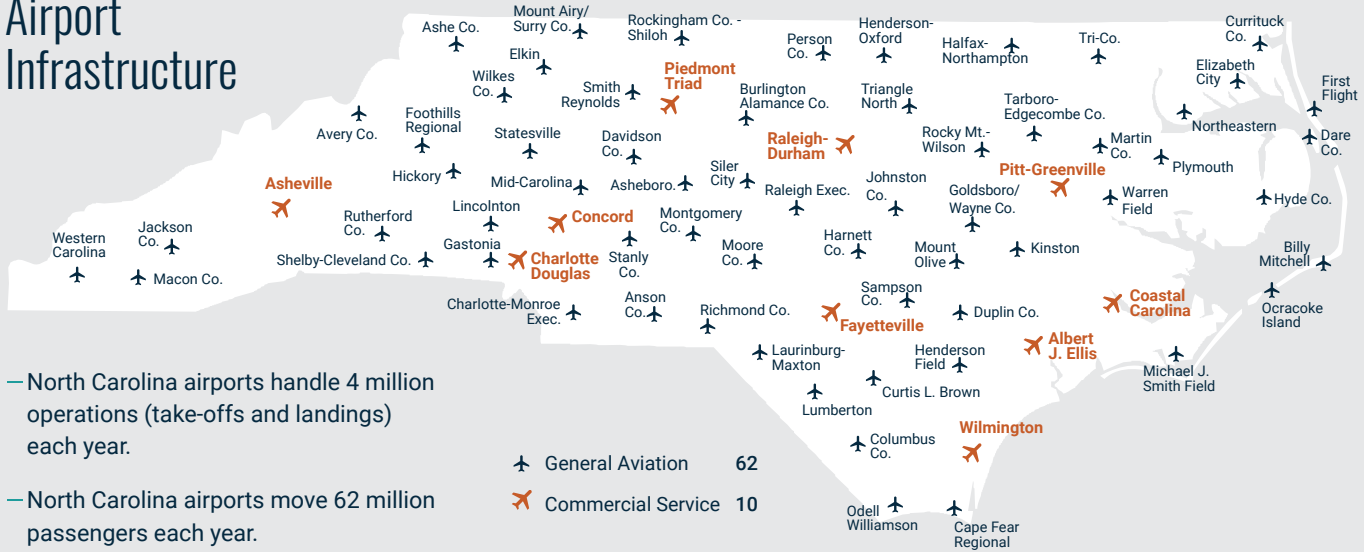 Airport
Infrastructure
Ashe Co.
Mount Airy/
Surry Co.
Rockingham Co. -
Shiloh
Person
Co.
Henderson-
Oxford
Halfax-
Northampton
Tri-Co.
Currituck
Co.
Elkin
Wilkes
Co.
Smith
Reynolds
Piedmont
Triad
Burlington
Alamance Co.
Triangle
North
Tarboro-
Edgecombe Co.
Elizabeth
City
First
Flight
Avery Co.
Foothills
Regional
Statesville
Davidson
Co.
Raleigh-
Durham
Rocky Mt.-
Wilson
Martin
Co.
Northeastern
Dare
Co.
Hickory
Mid-Carolina
Asheboro.
Siler
City
Raleigh Exec.
Johnston
Co.
Pitt-Greenville
Plymouth
Asheville
Lincolnton
Concord
Montgomery
Co.
Goldsboro/
Wayne Co.
Warren
Field
Hyde Co.
Western
Carolina
Jackson
Co.
Macon Co.
Rutherford
Co.
Shelby-Cleveland Co.
Gastonia
Charlotte
Douglas
Stanly
Co.
Moore
Co.
Harnett
Co.
Mount
Olive
Kinston
Billy
Mitchell
Charlotte-Monroe
Exec.
Anson
Co.
Richmond Co.
Fayetteville
Sampson
Co.
Duplin Co.
Coastal
Carolina
Ocracoke
Island
Laurinburg-
Maxton
Henderson
Field
Albert
J. Ellis
Michael J.
Smith Field
Lumberton
Curtis L. Brown
Columbus
Co.
Wilmington
Odell
Williamson
Cape Fear
Regional
— North Carolina airports handle 4 million
operations (take-offs and landings)
each year.
— North Carolina airports move 62 million
passengers each year.
General Aviation 62
Commercial Service 10